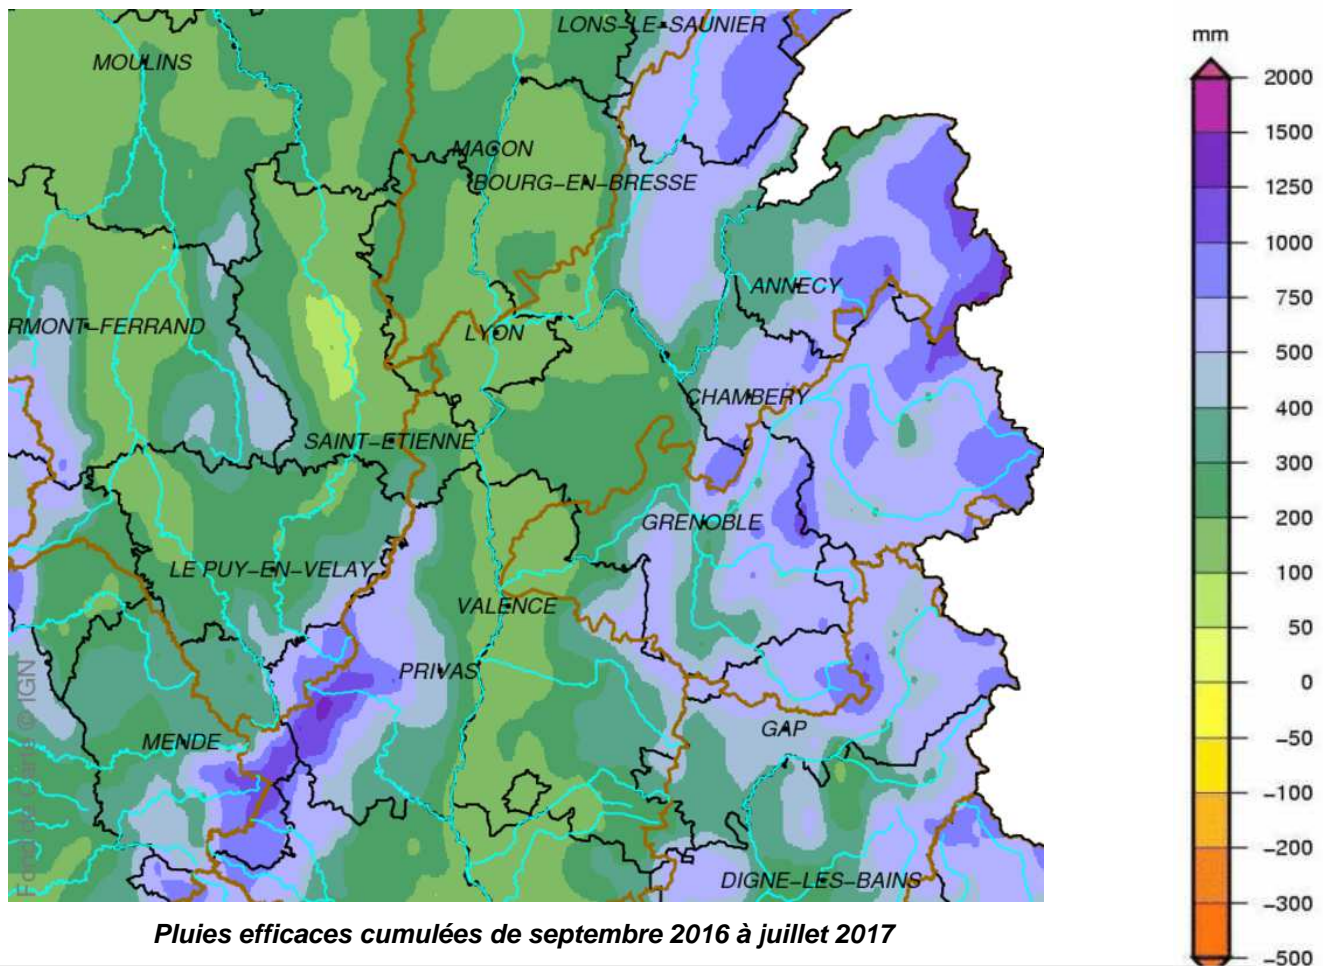 LONS-LE-SAUNIER
mm
MOULINS
2000
1500
MACON
BOURG-EN-BRESSE
1250
1000
ANNECY
750
RMONT-FERRAND
LYON
500
CHAMBERY
400
SAINT-ETIENNE
300
GRENOBLE
200
LE PUY-EN-VELAY
100
VALENCE
50
PRIVAS
0
GAP
MENDE
-50
-100
-200
DIGNE-LES-BAINS
-300
-500
© IGN
Pluies efficaces cumulées de septembre 2016 à juillet 2017